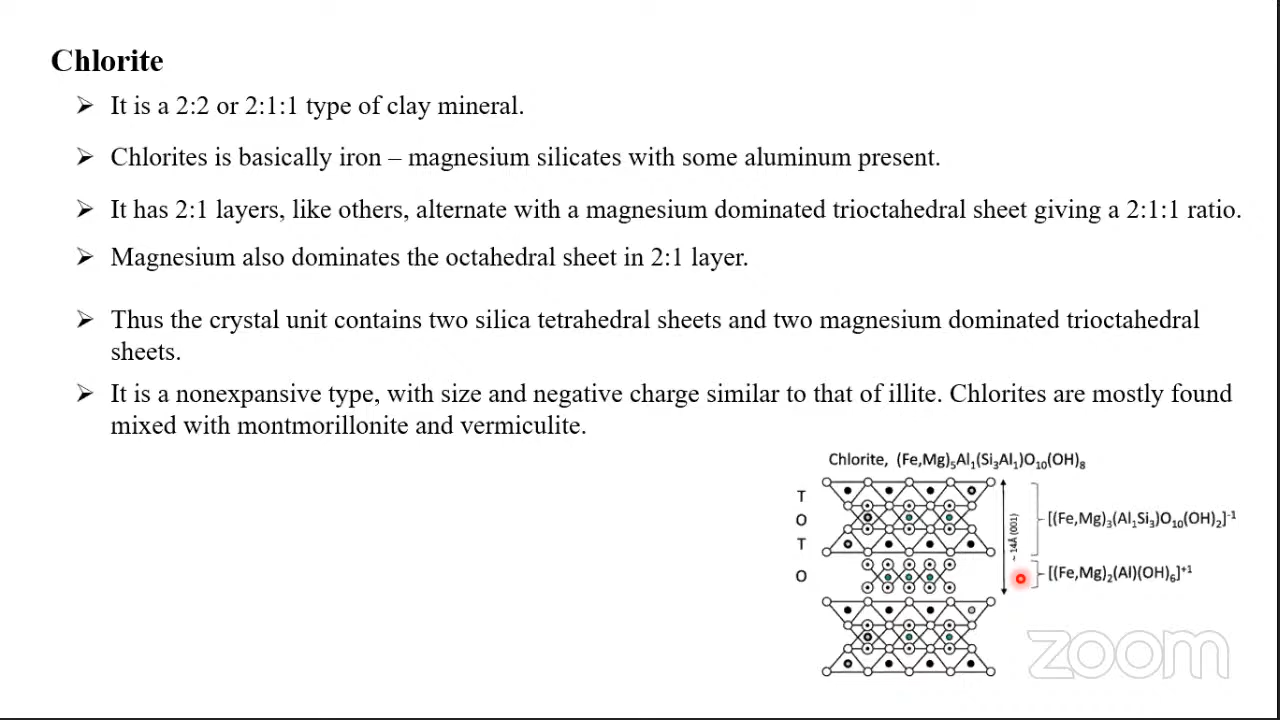 Chlorite
➢ It is a 2:2 or 2:1:1 type of clay mineral.
➢ Chlorites is basically iron – magnesium silicates with some aluminum present.
➢ It has 2:1 layers, like others, alternate with a magnesium dominated trioctahedral sheet giving a 2:1:1 ratio.
➢ Magnesium also dominates the octahedral sheet in 2:1 layer.
➢ Thus the crystal unit contains two silica tetrahedral sheets and two magnesium dominated trioctahedral
sheets.
➢ It is a nonexpansive type, with size and negative charge similar to that of illite. Chlorites are mostly found
mixed with montmorillonite and vermiculite.
Chlorite, (Fe,Mg)₅Al₁(Si₃Al₁)O₁₀(OH)₈
T
O
T
O
~ 14Å (001)
[(Fe,Mg)₃(Al₁Si₃)O₁₀(OH)₂]⁻¹
[(Fe,Mg)₂(Al)(OH)₆]⁺¹
zoom